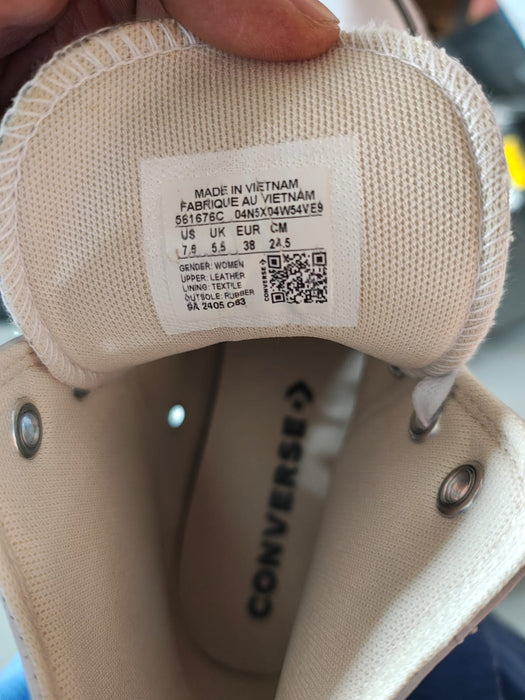 MADE IN VIETNAM
FABRIQUE AU VIETNAM
561676C 04N5X04W54VE9
US UK EUR CM
7.5 5.5 38 24.5
GENDER: WOMEN
UPPER: LEATHER
LINING: TEXTILE
OUTSOLE: RUBBER
9A 2405 063
CONVERSE
CONVERSE